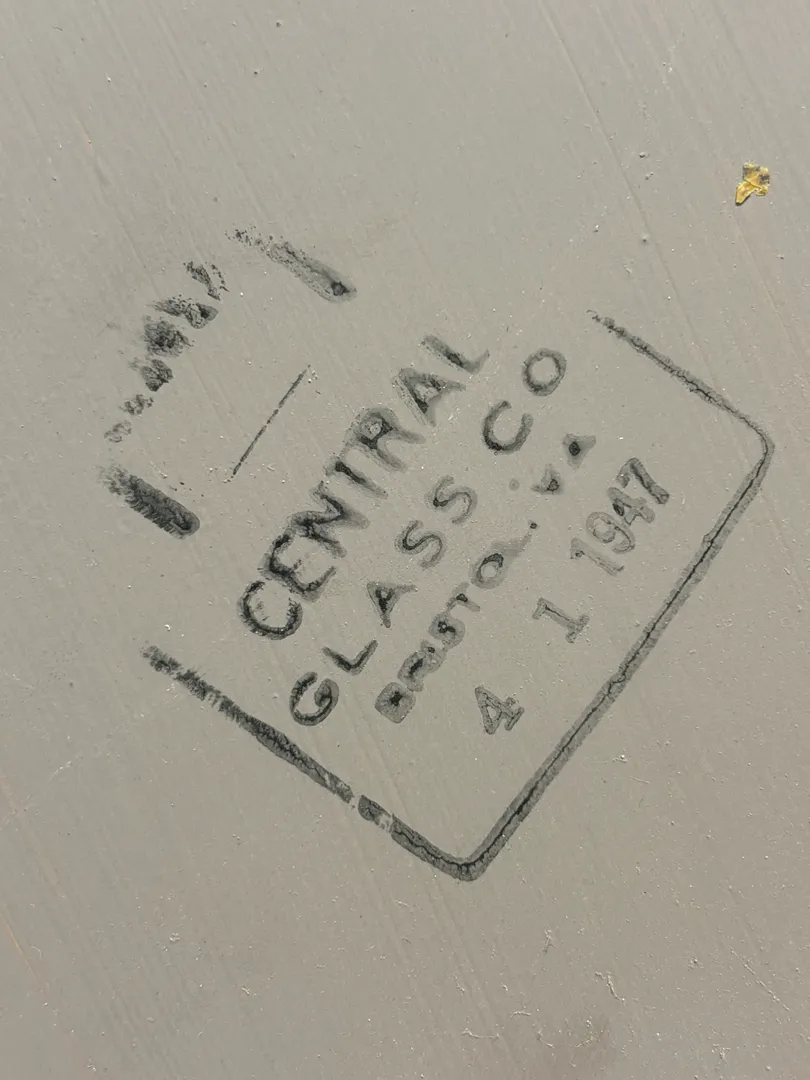 CENTRAL
GLASS CO
BRISTOL. VA
4 1 1947